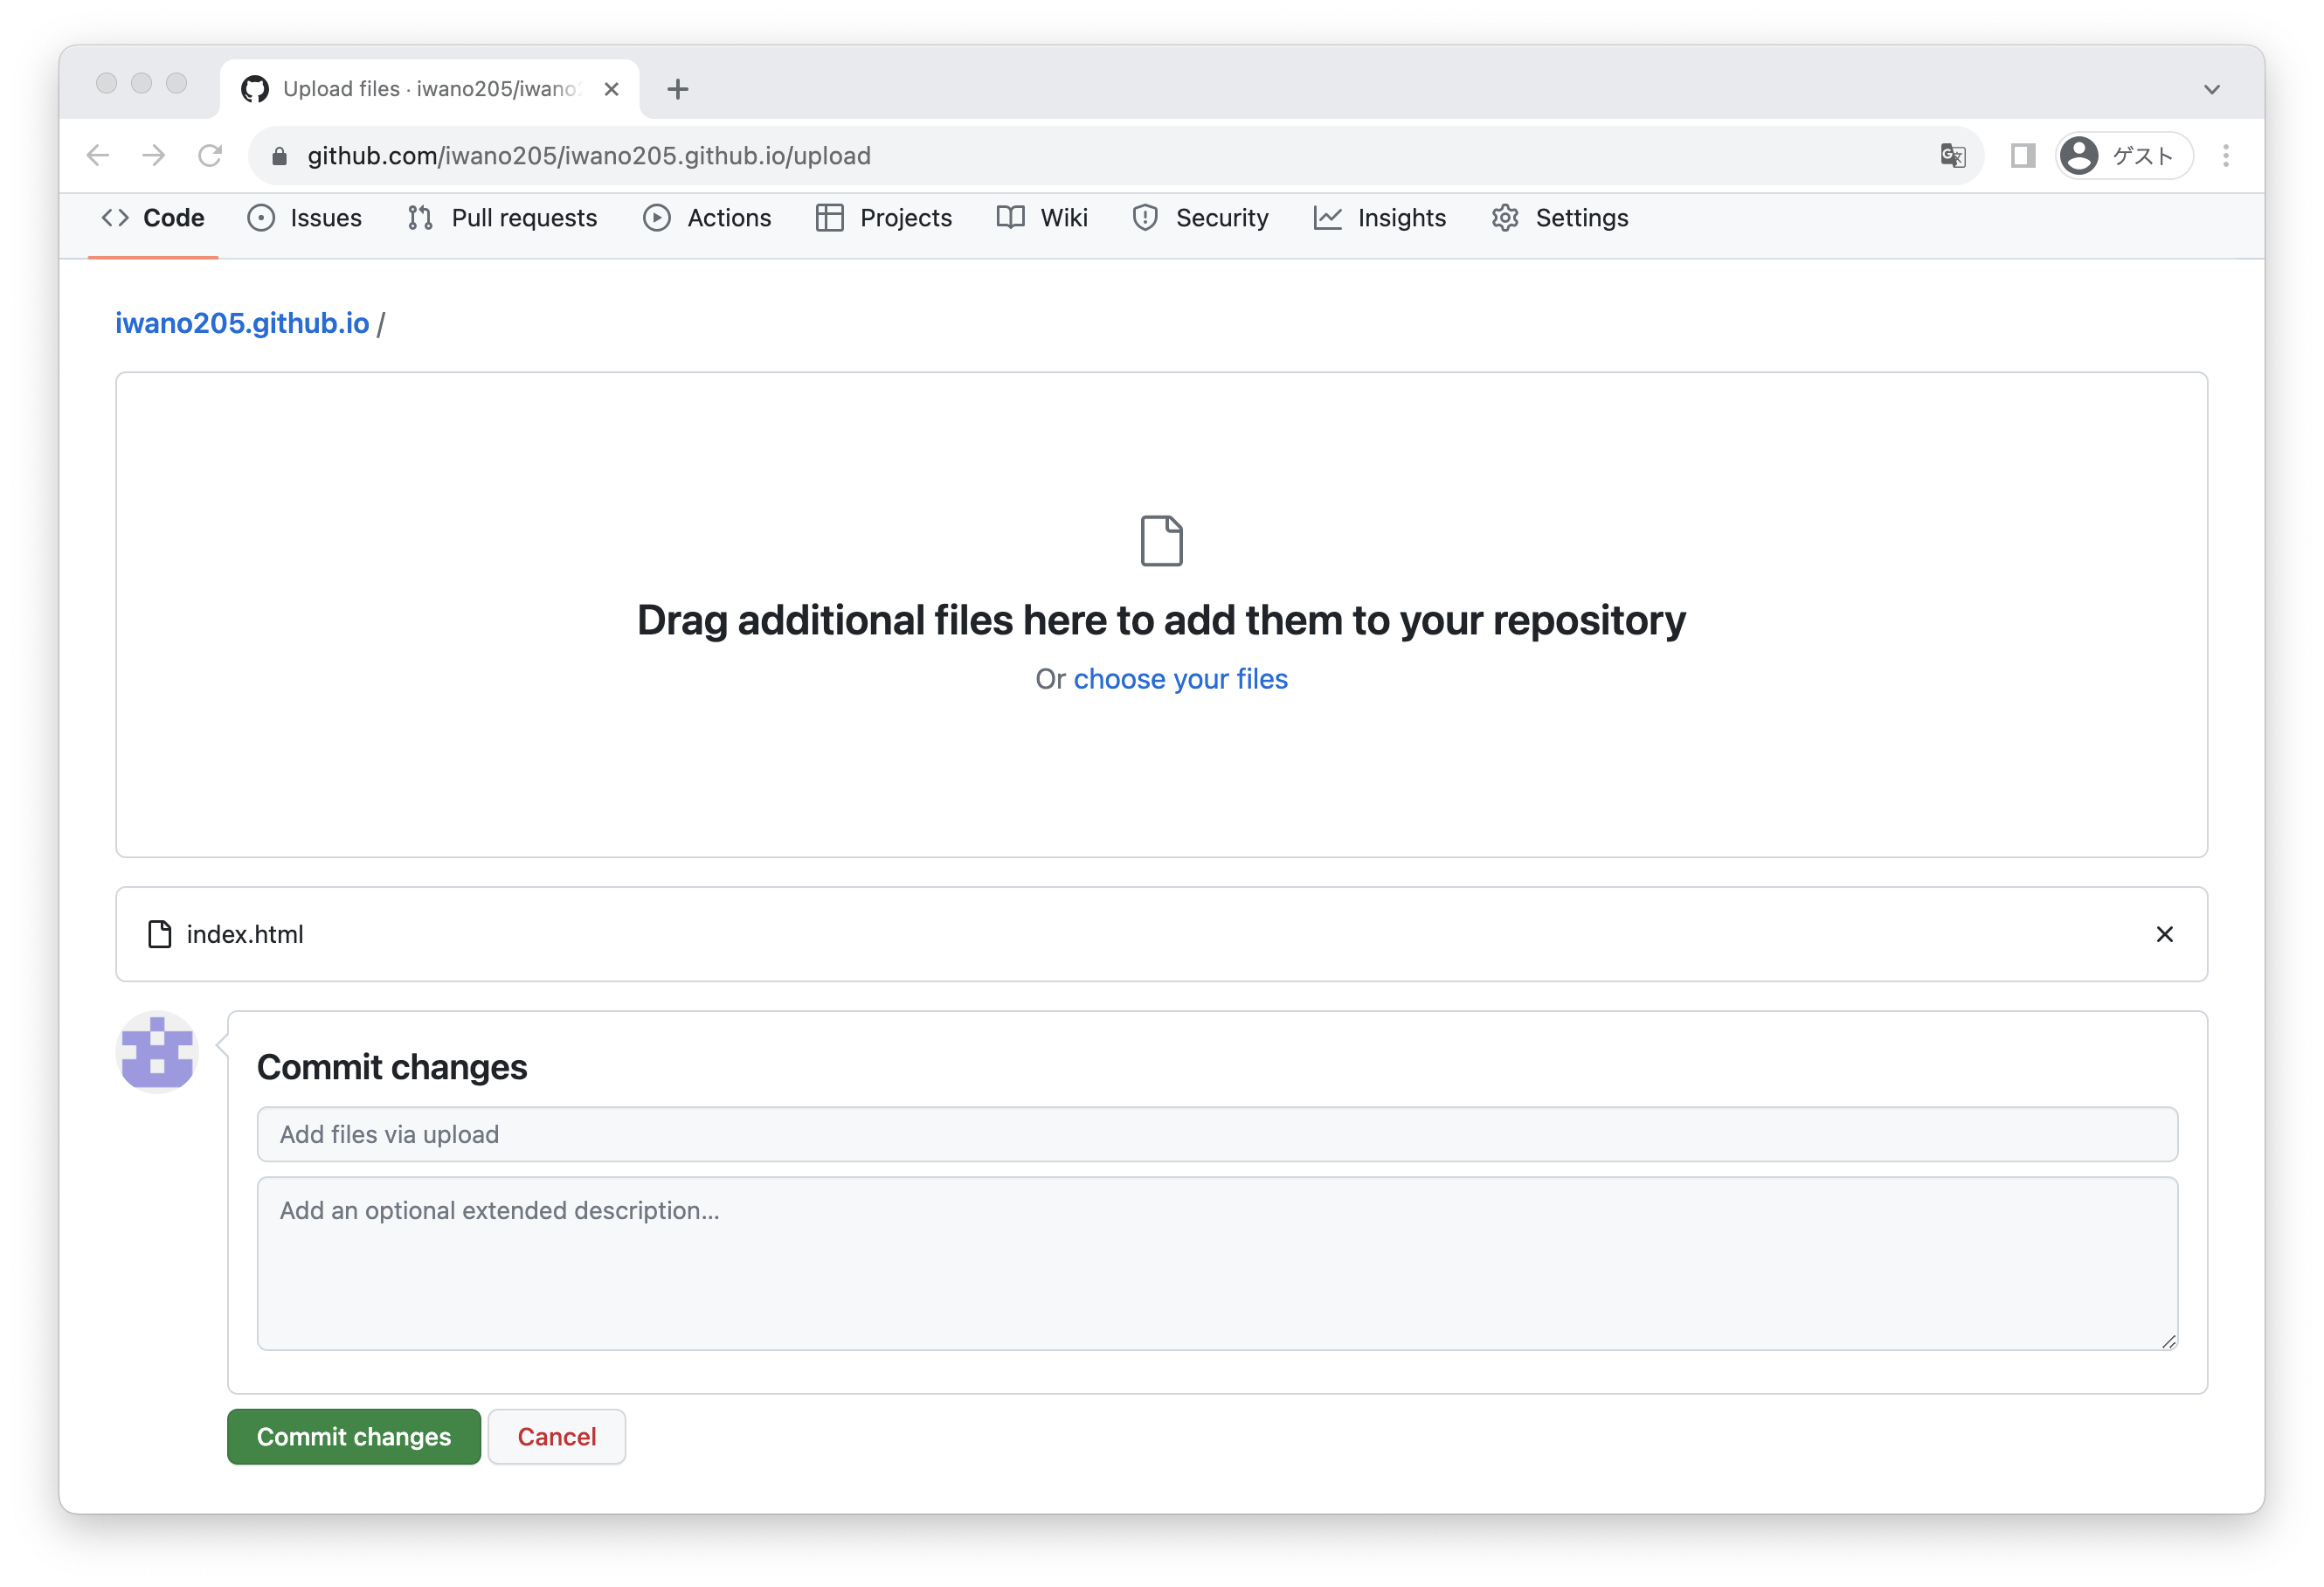 Upload files · iwano205/iwano2
github.com/iwano205/iwano205.github.io/upload
ゲスト
Code Issues Pull requests Actions Projects Wiki Security Insights Settings
iwano205.github.io /
Drag additional files here to add them to your repository
Or choose your files
index.html
Commit changes
Add files via upload
Add an optional extended description...
Commit changes Cancel